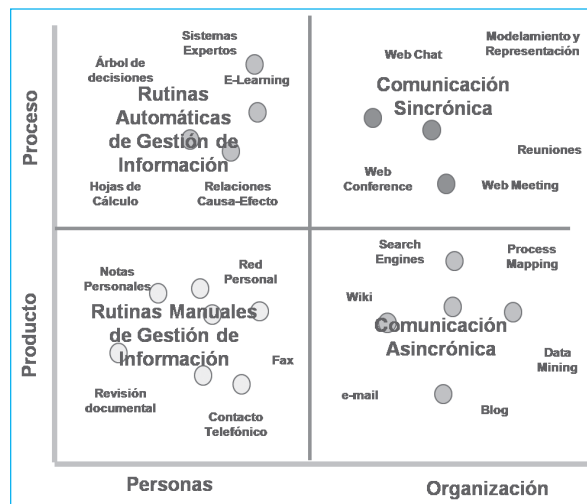 Proceso
Producto
Sistemas
Expertos
Árbol de
decisiones
E-Learning
Rutinas
Automáticas
de Gestión de
Información
Hojas de
Cálculo
Relaciones
Causa-Efecto
Modelamiento y
Representación
Web Chat
Comunicación
Sincrónica
Reuniones
Web
Conference
Web Meeting
Notas
Personales
Red
Personal
Rutinas Manuales
de Gestión de
Información
Fax
Revisión
documental
Contacto
Telefónico
Search
Engines
Process
Mapping
Wiki
Comunicación
Asincrónica
Data
Mining
e-mail
Blog
Personas
Organización